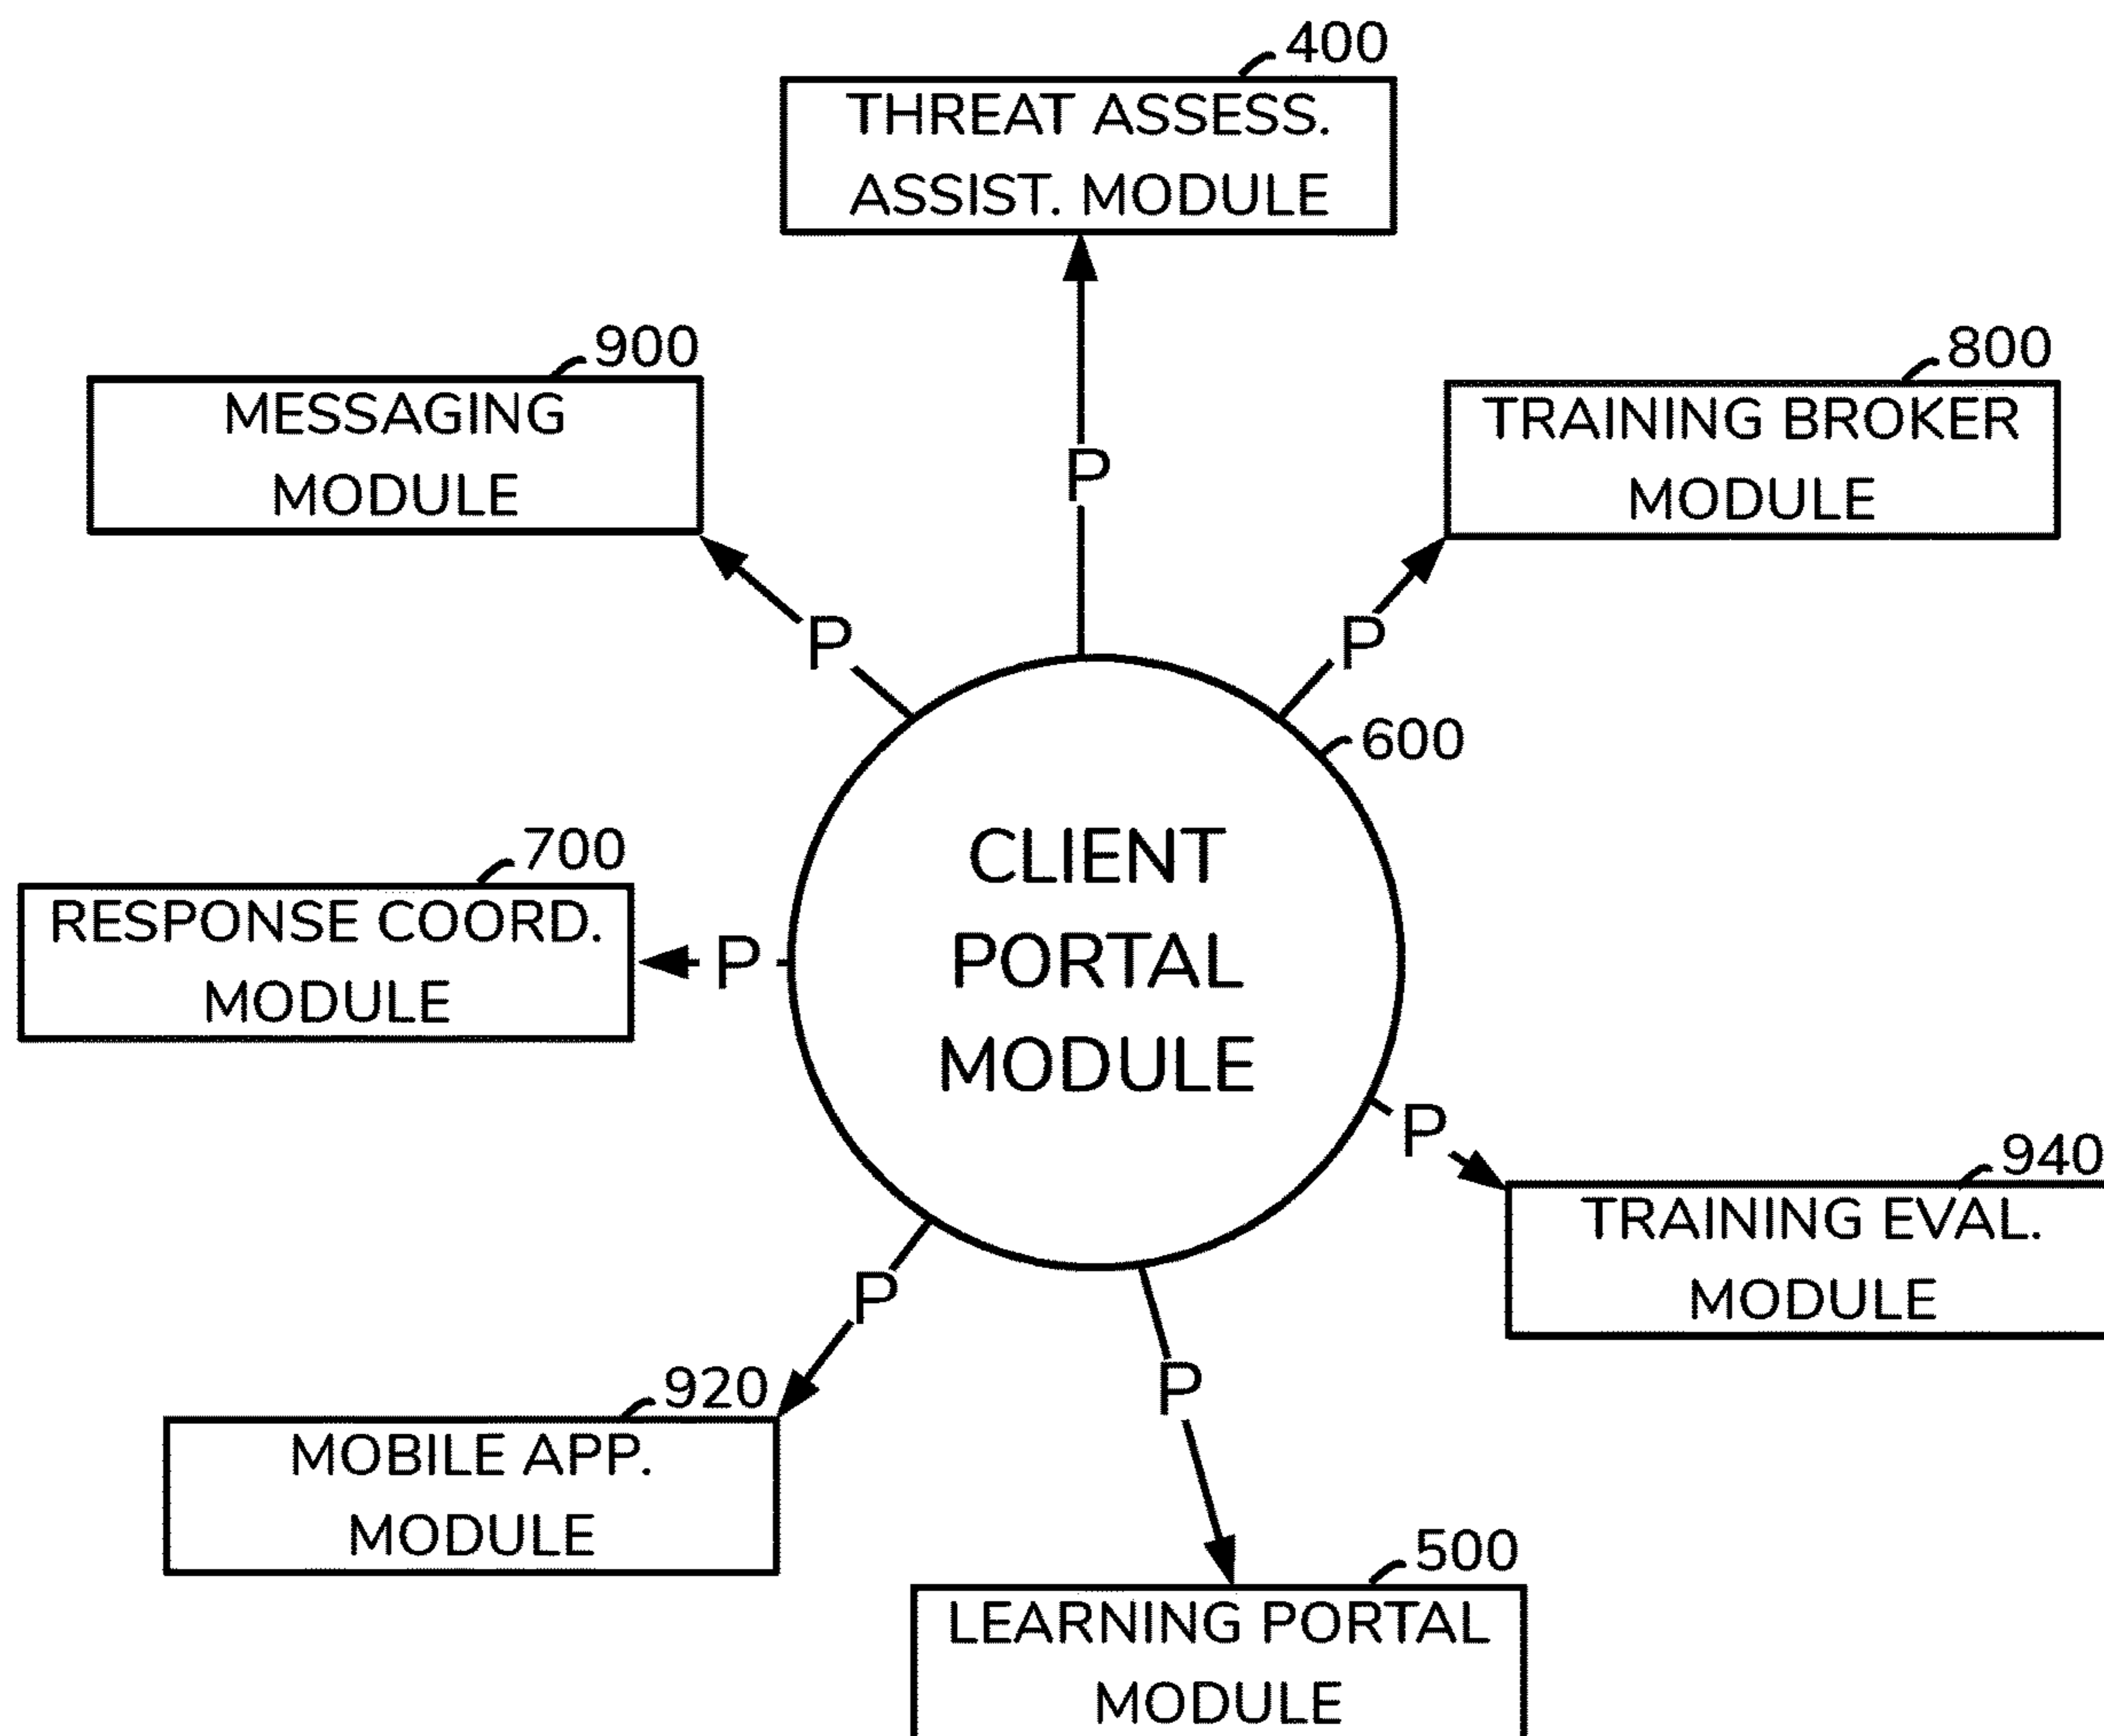 400
THREAT ASSESS.
ASSIST. MODULE
900
MESSAGING
MODULE
800
TRAINING BROKER
MODULE
P
P
P
600
CLIENT
PORTAL
MODULE
700
RESPONSE COORD.
MODULE
P
P
940
TRAINING EVAL.
MODULE
P
920
MOBILE APP.
MODULE
P
500
LEARNING PORTAL
MODULE